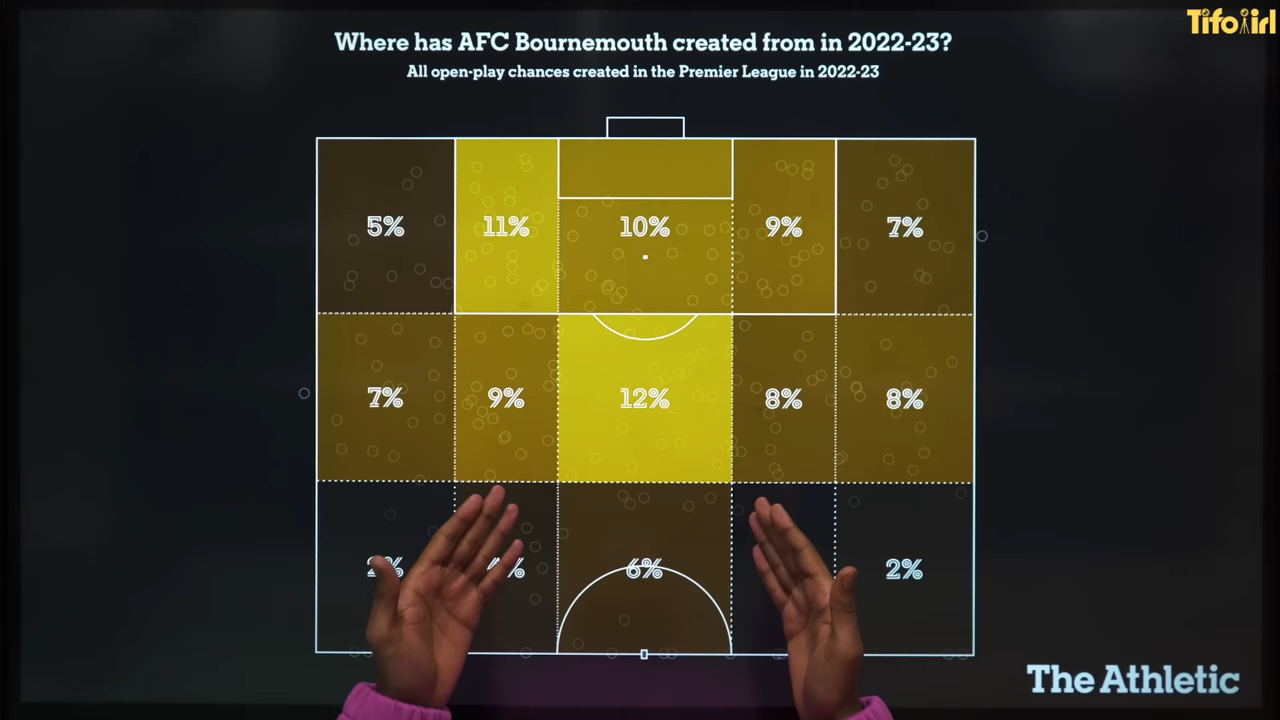 Tifo irl
Where has AFC Bournemouth created from in 2022-23?
All open-play chances created in the Premier League in 2022-23
5% 11% 10% 9% 7%
7% 9% 12% 8% 8%
6% 2%
The Athletic